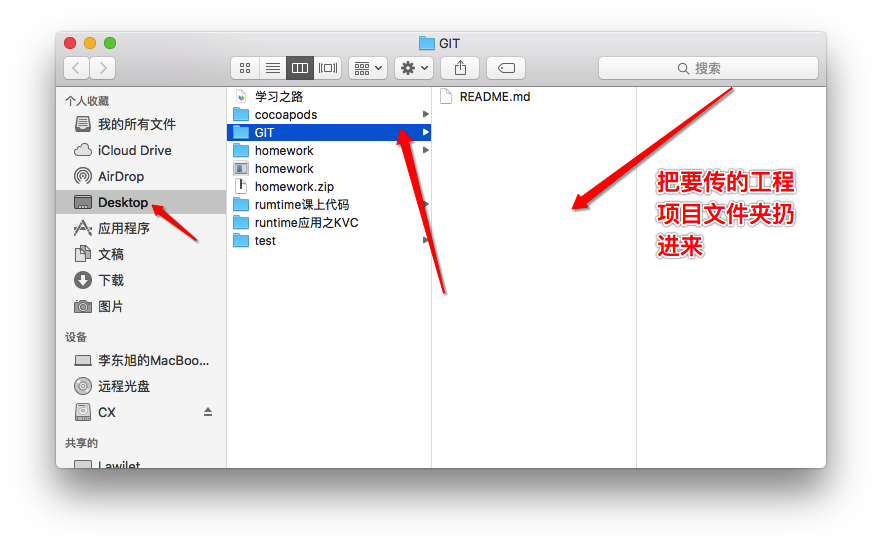 GIT
搜索
个人收藏
我的所有文件
iCloud Drive
AirDrop
Desktop
应用程序
文稿
下载
图片
设备
李东旭的MacBoo...
远程光盘
CX
共享的
Lawilet
学习之路
cocoapods
GIT
homework
homework
homework.zip
rumtime课上代码
runtime应用之KVC
test
README.md
把要传的工程
项目文件夹扔
进来